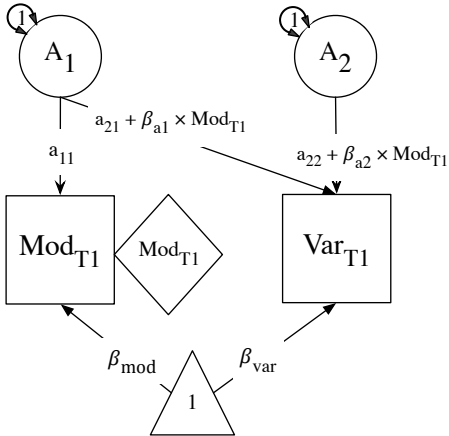 1 1
A1 A2
a21 + βa1 × ModT1
a11 a22 + βa2 × ModT1
ModT1 ModT1 VarT1
βmod βvar
1